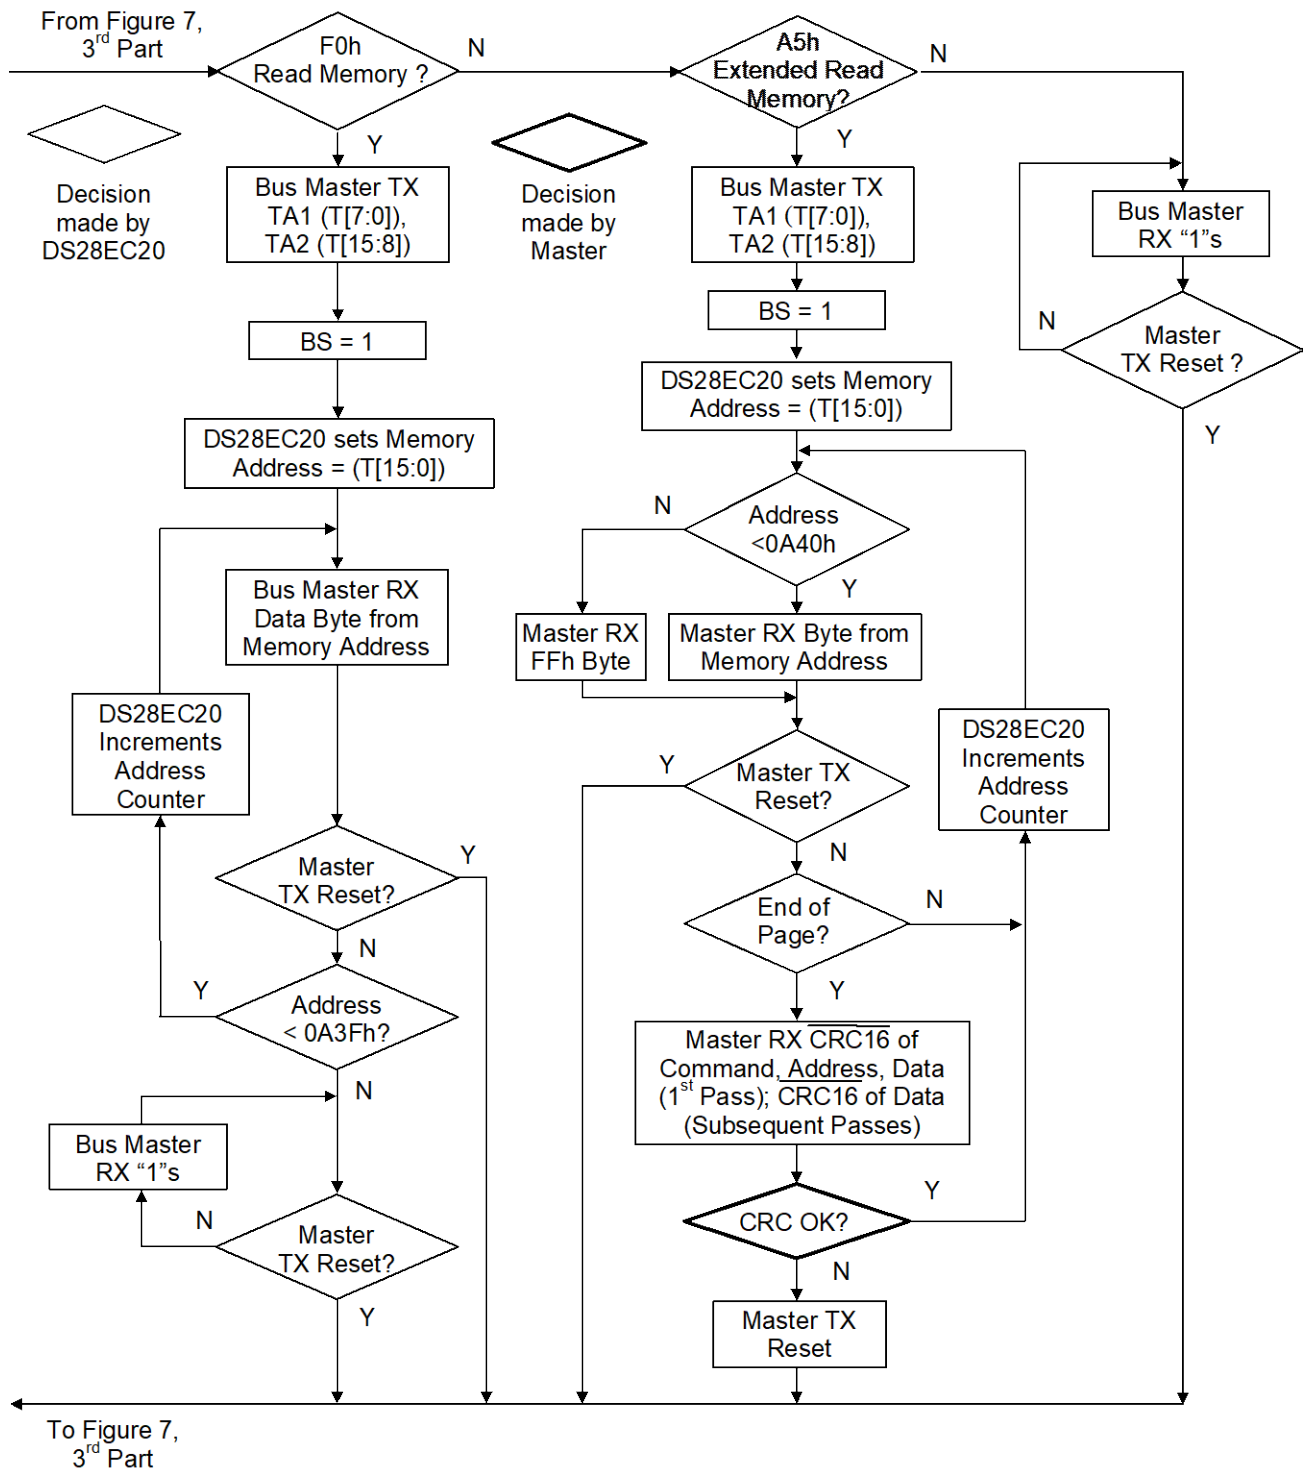 From Figure 7,
3rd Part
F0h
Read Memory ?
N
Y
A5h
Extended Read
Memory?
N
Y
Decision
made by
DS28EC20
Decision
made by
Master
Bus Master TX
TA1 (T[7:0]),
TA2 (T[15:8])
BS = 1
DS28EC20 sets Memory
Address = (T[15:0])
Bus Master RX
Data Byte from
Memory Address
DS28EC20
Increments
Address
Counter
Master
TX Reset?
Y
N
Address
< 0A3Fh?
Y
N
Bus Master
RX “1”s
Master
TX Reset?
N
Y
Bus Master TX
TA1 (T[7:0]),
TA2 (T[15:8])
BS = 1
DS28EC20 sets Memory
Address = (T[15:0])
Address
<0A40h
N
Y
Master RX
FFh Byte
Master RX Byte from
Memory Address
Master TX
Reset?
Y
N
End of
Page?
N
Y
DS28EC20
Increments
Address
Counter
Master RX CRC16 of
Command, Address, Data
(1st Pass); CRC16 of Data
(Subsequent Passes)
CRC OK?
Y
N
Master TX
Reset
Bus Master
RX “1”s
Master
TX Reset ?
N
Y
To Figure 7,
3rd Part